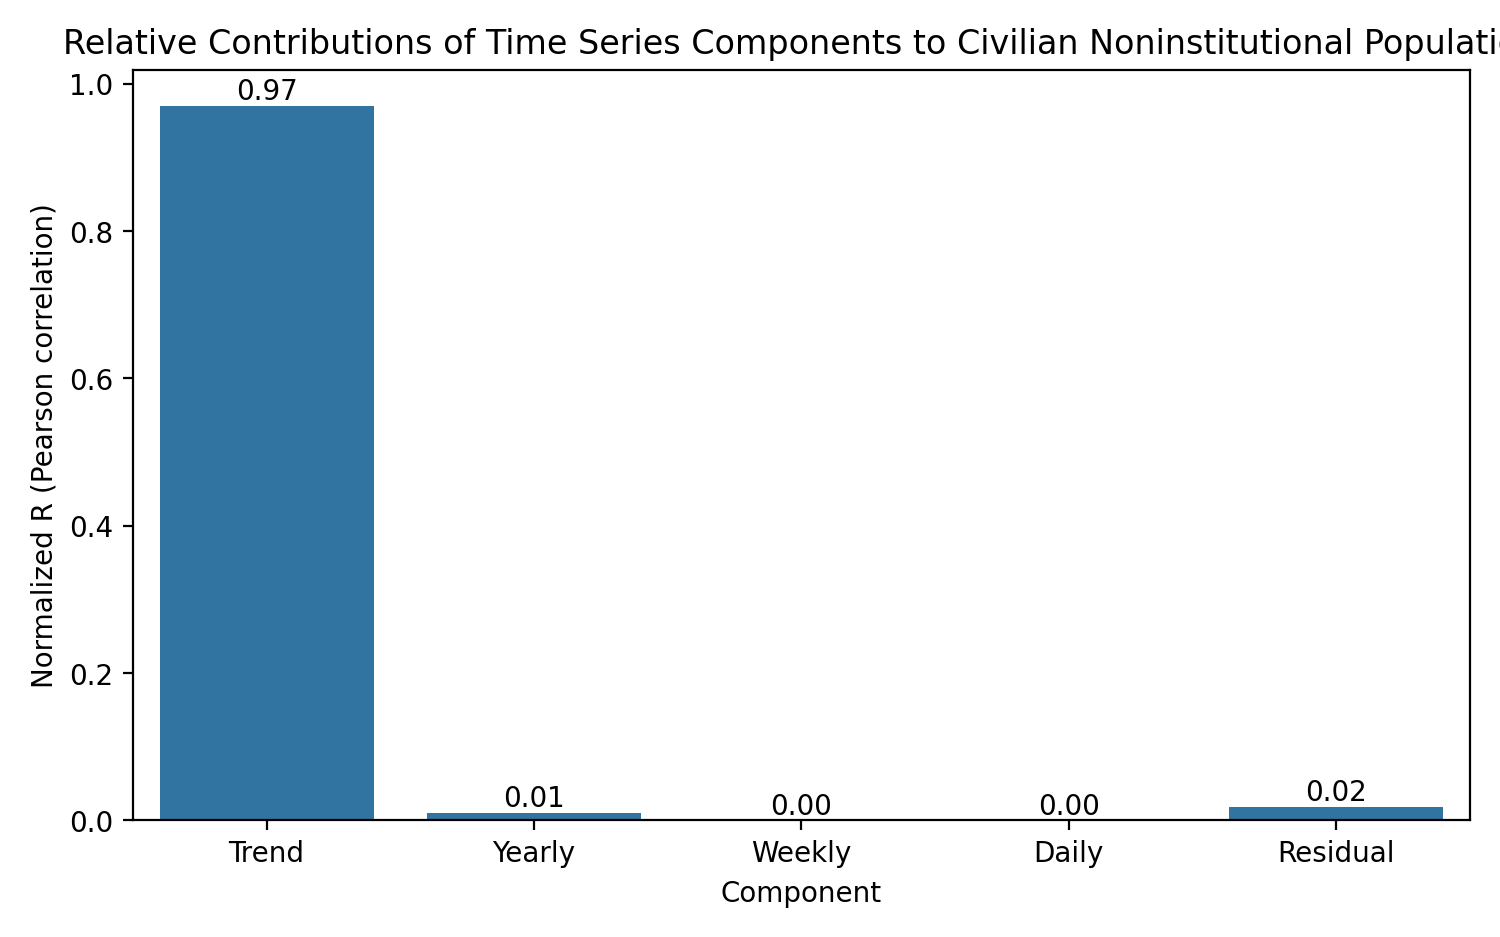 Relative Contributions of Time Series Components to Civilian Noninstitutional
1.0
0.8
0.6
0.4
0.2
0.0
Normalized R (Pearson correlation)
0.97
0.01
0.00
0.00
0.02
Trend
Yearly
Weekly
Daily
Residual
Component